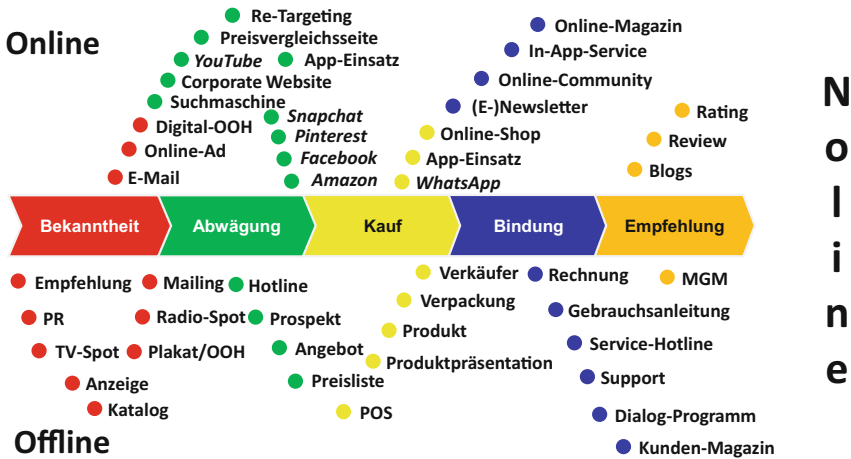 Online
Re-Targeting
Preisvergleichsseite
YouTube
App-Einsatz
Corporate Website
Suchmaschine
Digital-OOH
Online-Ad
E-Mail
Snapchat
Pinterest
Facebook
Amazon
Online-Magazin
In-App-Service
Online-Community
(E-)Newsletter
Online-Shop
App-Einsatz
WhatsApp
Rating
Review
Blogs
Bekanntheit
Abwägung
Kauf
Bindung
Empfehlung
Empfehlung
PR
TV-Spot
Anzeige
Katalog
Mailing
Radio-Spot
Plakat/OOH
Hotline
Prospekt
Angebot
Preisliste
Verkäufer
Verpackung
Produkt
Produktpräsentation
POS
Rechnung
Gebrauchsanleitung
Service-Hotline
Support
Dialog-Programm
Kunden-Magazin
MGM
Offline
N
o
l
i
n
e